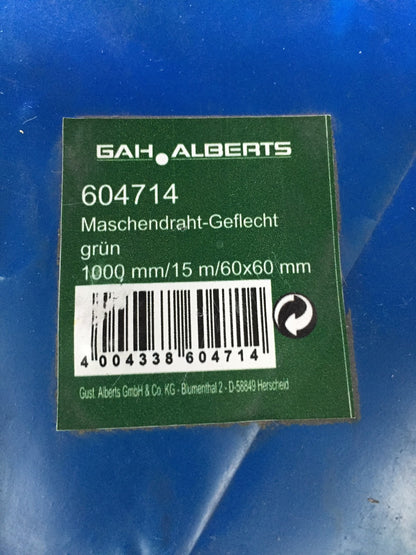 GAH.ALBERTS
604714
Maschendraht-Geflecht
grün
1000 mm/15 m/60x60 mm
4 004338 604714
Gust. Alberts GmbH & Co. KG - Blumenthal 2 - D-58849 Herscheid